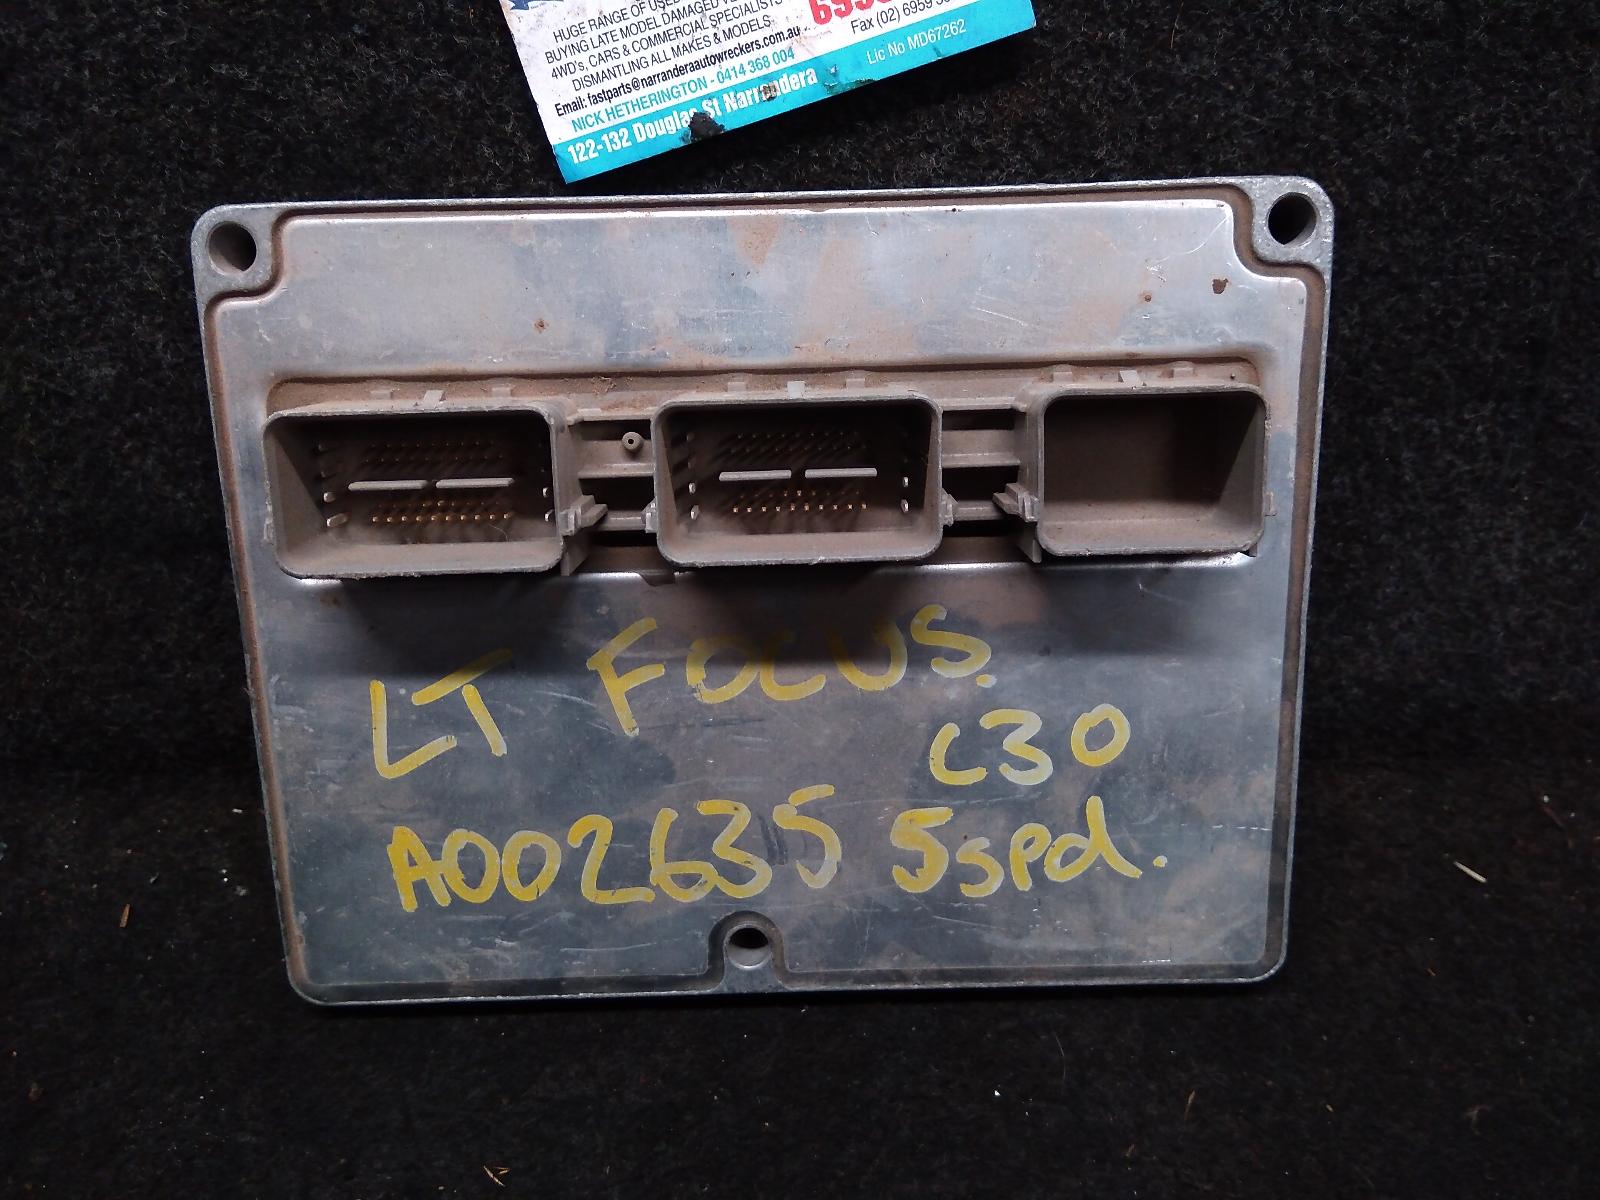 HUGE RANGE OF USED
BUYING LATE MODEL DAMAGED
4WD's, CARS & COMMERCIAL SPECIALISTS
DISMANTLING ALL MAKES & MODELS
Email: fastparts@narranderaautowreckers.com.au
NICK HETHERINGTON - 0414 368 004
122-132 Douglas St Narrandera
Fax (02) 6959
Lic No MD67262
LT FOCUS.
C30
A002635 5spd.